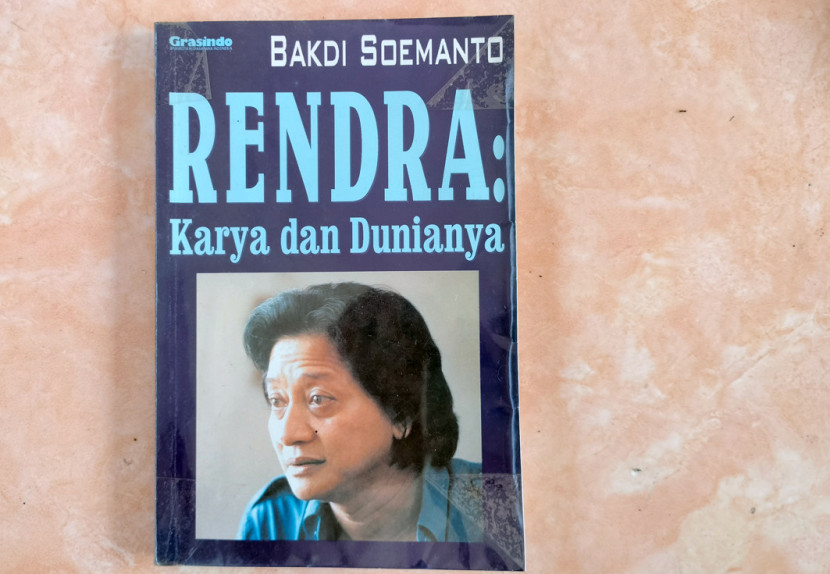 Grasindo
BAKDI SOEMANTO
RENDRA:
Karya dan Dunianya